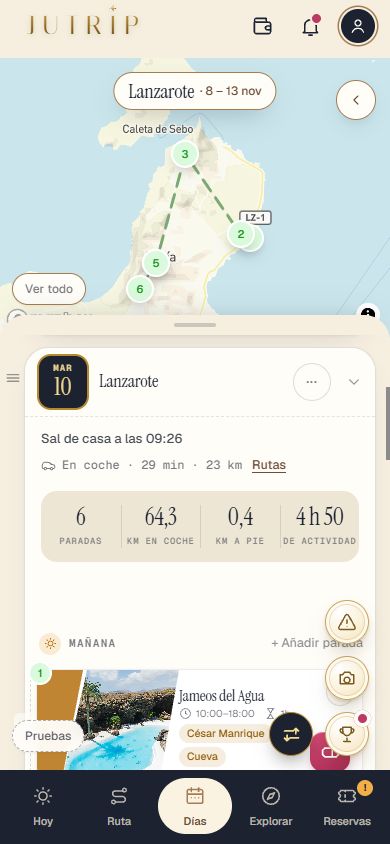 JUTRIP
Lanzarote · 8 – 13 nov
Caleta de Sebo
3
LZ-1
2
5
6
Ver todo
MAR
10
Lanzarote
Sal de casa a las 09:26
En coche · 29 min · 23 km Rutas
6
PARADAS
64,3
KM EN COCHE
0,4
KM A PIE
4 h 50
DE ACTIVIDAD
MAÑANA
+ Añadir parada
1
Jameos del Agua
10:00–18:00
César Manrique
Cueva
Pruebas
Hoy
Ruta
Días
Explorar
!
Reservas